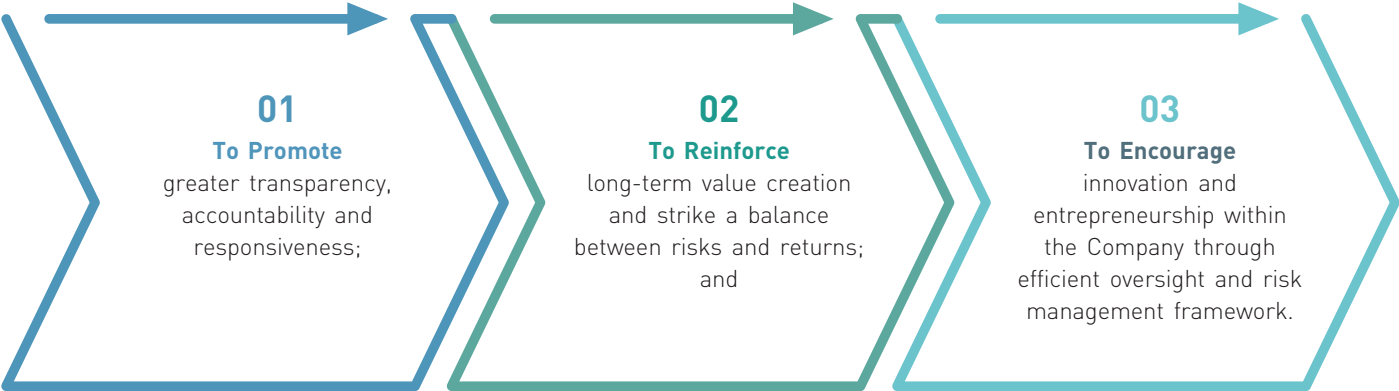 01
To Promote
greater transparency,
accountability and
responsiveness;
02
To Reinforce
long-term value creation
and strike a balance
between risks and returns;
and
03
To Encourage
innovation and
entrepreneurship within
the Company through
efficient oversight and risk
management framework.